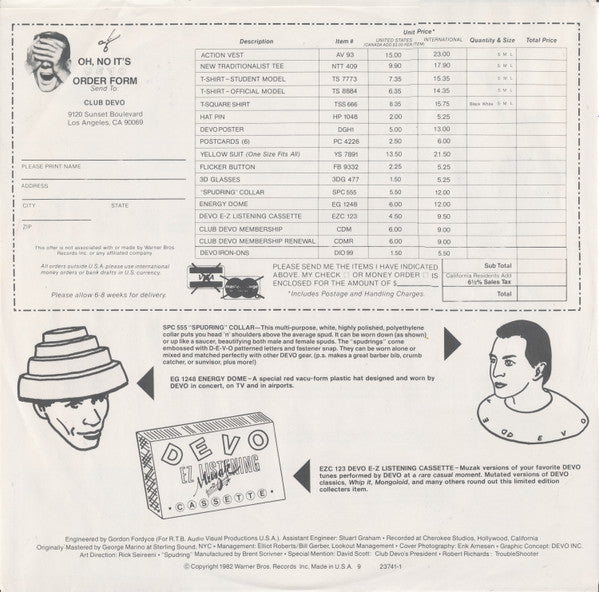 OH, NO IT'S
DEVO
ORDER FORM
Send To:
CLUB DEVO
9120 Sunset Boulevard
Los Angeles, CA 90069
PLEASE PRINT NAME
ADDRESS
CITY STATE
ZIP
This offer is not associated with or made by Warner Bros.
Records Inc. or any affiliated company
All orders outside U.S.A. please use international
money orders or bank drafts in U.S. currency.
Please allow 6-8 weeks for delivery.
Unit Price*
Description Item # UNITED STATES INTERNATIONAL Quantity & Size Total Price
(CANADA ADD $2.00 PER ITEM)
ACTION VEST AV 93 15.00 23.00 S M L
NEW TRADITIONALIST TEE NTT 409 9.90 17.90 S M L
T-SHIRT–STUDENT MODEL TS 7773 7.35 15.35 S M L
T-SHIRT–OFFICIAL MODEL TS 8884 6.35 14.35 S M L
T-SQUARE SHIRT TSS 666 6.35 15.75 Black White S M L
HAT PIN HP 1048 2.00 5.25
DEVO POSTER DGH1 5.00 13.00
POSTCARDS (6) PC 4226 2.50 6.00
YELLOW SUIT (One Size Fits All) YS 7891 13.50 21.50
FLICKER BUTTON FB 9332 2.25 5.25
3D GLASSES 3DG 477 1.50 5.25
"SPUDRING" COLLAR SPC 555 5.50 12.00
ENERGY DOME EG 1248 6.00 12.00
DEVO E-Z LISTENING CASSETTE EZC 123 4.50 9.50
CLUB DEVO MEMBERSHIP CDM 6.00 9.00
CLUB DEVO MEMBERSHIP RENEWAL CDMR 6.00 9.00
DEVO IRON-ONS DIO 99 1.50 5.50
PLEASE SEND ME THE ITEMS I HAVE INDICATED
ABOVE. MY CHECK □ OR MONEY ORDER □ IS
ENCLOSED FOR THE AMOUNT OF $
*Includes Postage and Handling Charges.
Sub Total
California Residents Add
6½% Sales Tax
Total
SPC 555 "SPUDRING" COLLAR—This multi-purpose, white, highly polished, polyethylene
collar puts you head 'n' shoulders above the average spud. It can be worn down (as shown)
or up like a saucer, beautifying both male and female spuds. The "spudrings" come
embossed with D-E-V-O patterned letters and fastener snap. They can be worn alone or
mixed and matched perfectly with other DEVO gear. (p.s. makes a great barber bib, crumb
catcher, or sunvisor, plus more!)
EG 1248 ENERGY DOME–A special red vacu-form plastic hat designed and worn by
DEVO in concert, on TV and in airports.
DEVO
EZ LISTENING
Muzak
CASSETTE
EZC 123 DEVO E-Z LISTENING CASSETTE–Muzak versions of your favorite DEVO
tunes performed by DEVO at a rare casual moment. Mutated versions of DEVO
classics, Whip it, Mongoloid, and many others round out this limited edition
collecters item.
Engineered by Gordon Fordyce (For R.T.B. Audio Visual Productions U.S.A.). Assistant Engineer: Stuart Graham • Recorded at Cherokee Studios, Hollywood, California
Originally Mastered by George Marino at Sterling Sound, NYC • Management: Elliot Roberts/Bill Gerber, Lookout Management • Cover Photography: Erik Arnesen • Graphic Concept: DEVO INC.
Art Direction: Rick Seireeni • "Spudring" Manufactured by Brent Scrivner • Special Mention: David Scott: Club Devo's President • Robert Richards: TroubleShooter
© Copyright 1982 Warner Bros. Records Inc. Made in U.S.A. 9 23741-1